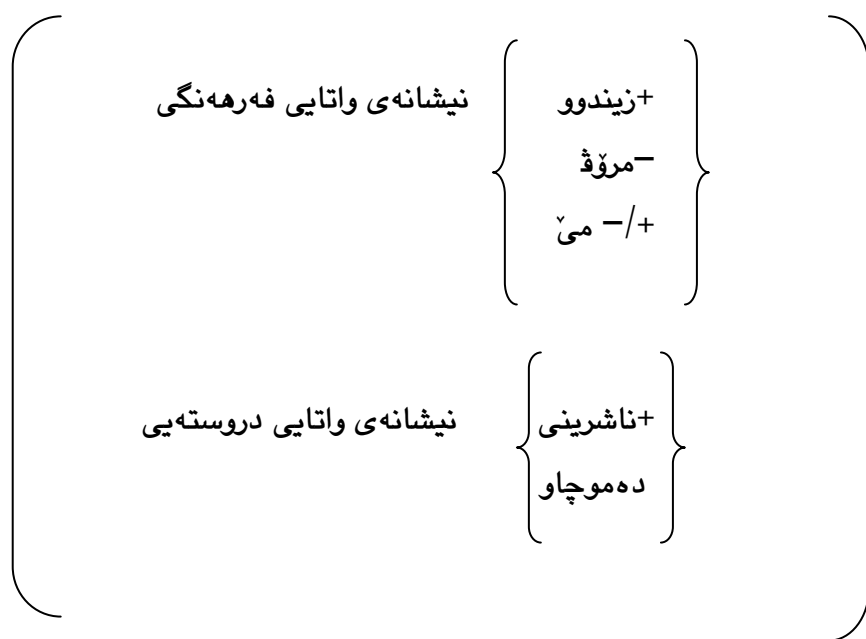 +زیندوو نیشانەی واتایی فەرهەنگی
–مرۆڤ
+/– مێ
+ناشرینی نیشانەی واتایی دروستەیی
دەموچاو